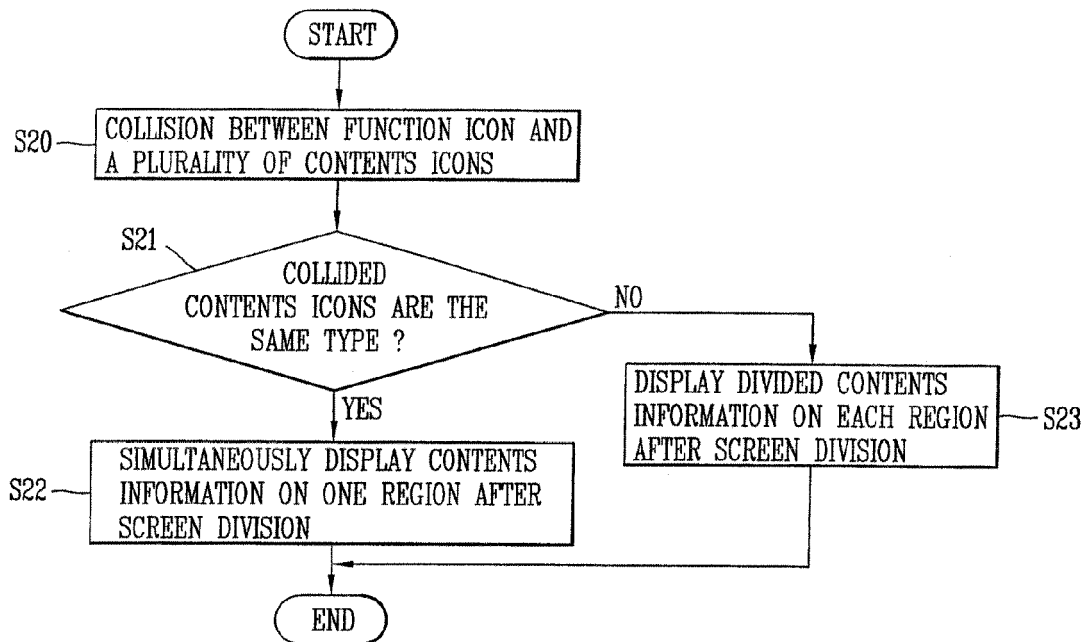 START
S20
COLLISION BETWEEN FUNCTION ICON AND
A PLURALITY OF CONTENTS ICONS
S21
COLLIDED
CONTENTS ICONS ARE THE
SAME TYPE ?
NO
YES
DISPLAY DIVIDED CONTENTS
INFORMATION ON EACH REGION
AFTER SCREEN DIVISION
S23
S22
SIMULTANEOUSLY DISPLAY CONTENTS
INFORMATION ON ONE REGION AFTER
SCREEN DIVISION
END